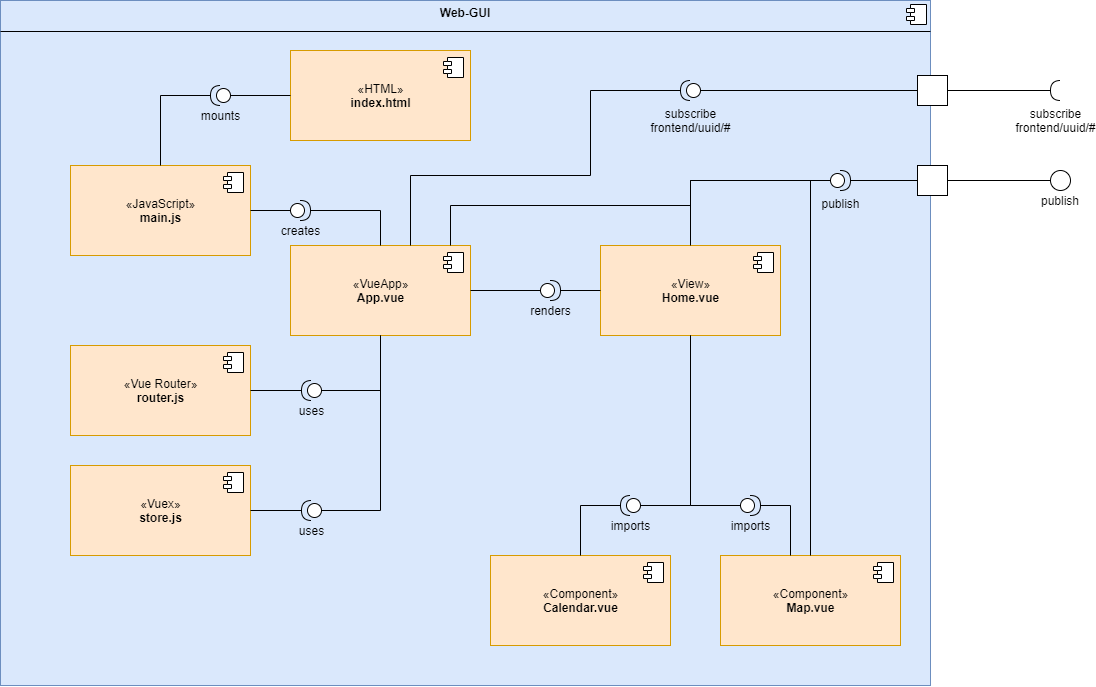 Web-GUI
«HTML»
index.html
mounts
subscribe
frontend/uuid/#
subscribe
frontend/uuid/#
«JavaScript»
main.js
creates
publish
publish
«VueApp»
App.vue
renders
«View»
Home.vue
«Vue Router»
router.js
uses
«Vuex»
store.js
uses
imports
imports
«Component»
Calendar.vue
«Component»
Map.vue